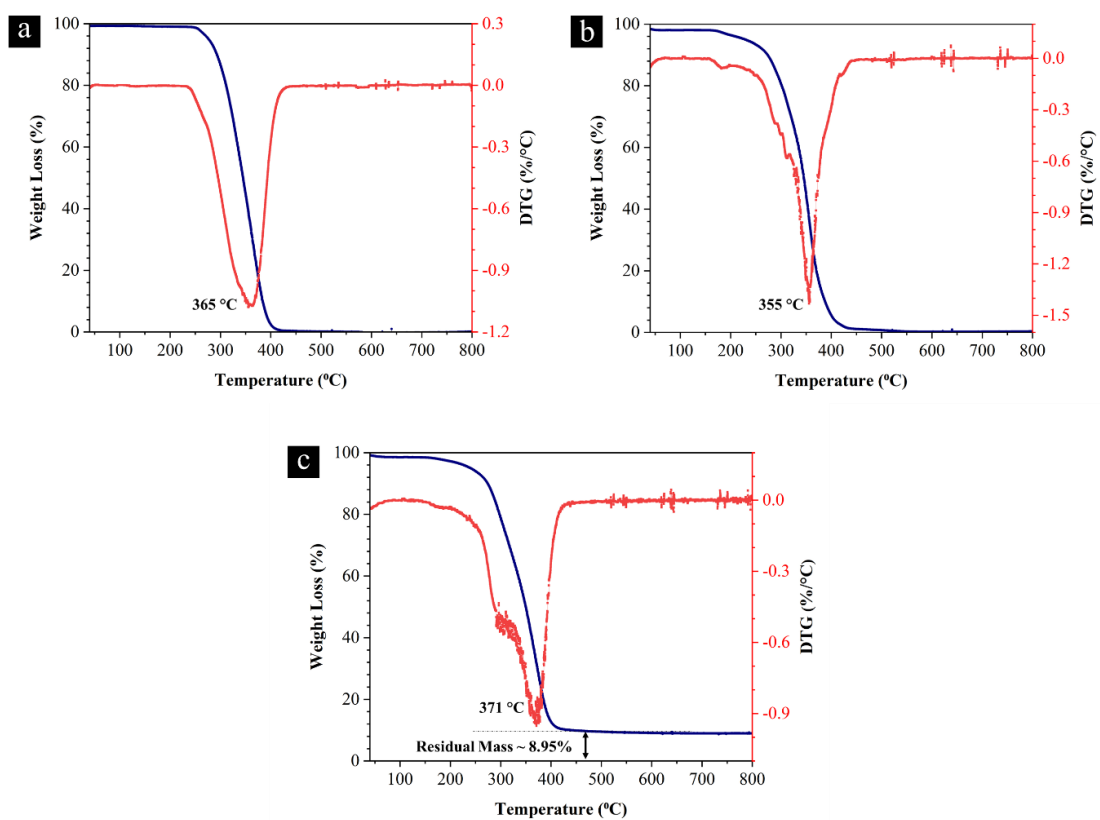 a
100
80
60
40
20
0
Weight Loss (%)
0.3
0.0
-0.3
-0.6
-0.9
-1.2
DTG (%/°C)
365 °C
100 200 300 400 500 600 700 800
Temperature (⁰C)
b
100
80
60
40
20
0
Weight Loss (%)
0.0
-0.3
-0.6
-0.9
-1.2
-1.5
DTG (%/°C)
355 °C
100 200 300 400 500 600 700 800
Temperature (⁰C)
c
100
80
60
40
20
0
Weight Loss (%)
0.0
-0.3
-0.6
-0.9
DTG (%/°C)
371 °C
Residual Mass ~ 8.95%
100 200 300 400 500 600 700 800
Temperature (⁰C)